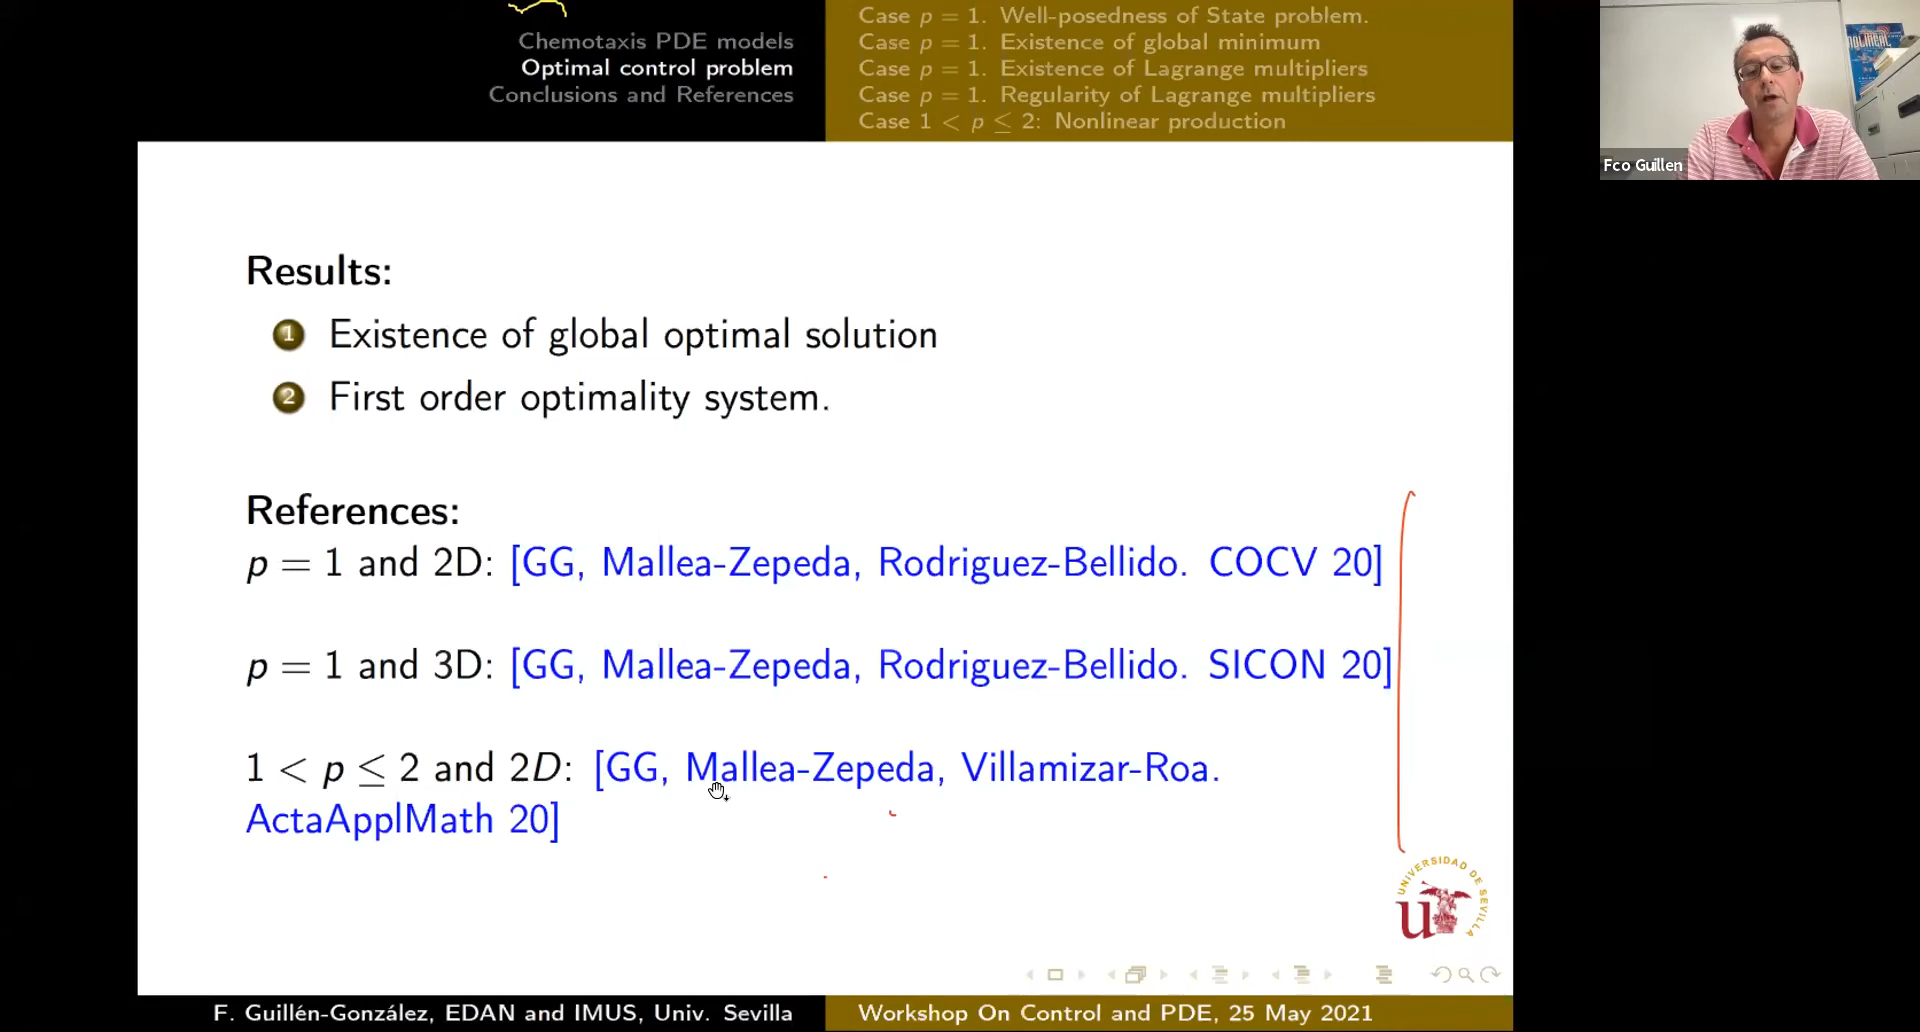 Chemotaxis PDE models
Optimal control problem
Conclusions and References
Case p = 1. Well-posedness of State problem.
Case p = 1. Existence of global minimum
Case p = 1. Existence of Lagrange multipliers
Case p = 1. Regularity of Lagrange multipliers
Case 1 < p ≤ 2: Nonlinear production
Fco Guillen
Results:
1 Existence of global optimal solution
2 First order optimality system.
References:
p = 1 and 2D: [GG, Mallea-Zepeda, Rodriguez-Bellido. COCV 20]
p = 1 and 3D: [GG, Mallea-Zepeda, Rodriguez-Bellido. SICON 20]
1 < p ≤ 2 and 2D: [GG, Mallea-Zepeda, Villamizar-Roa.
ActaApplMath 20]
UNIVERSIDAD DE SEVILLA
F. Guillén-González, EDAN and IMUS, Univ. Sevilla
Workshop On Control and PDE, 25 May 2021